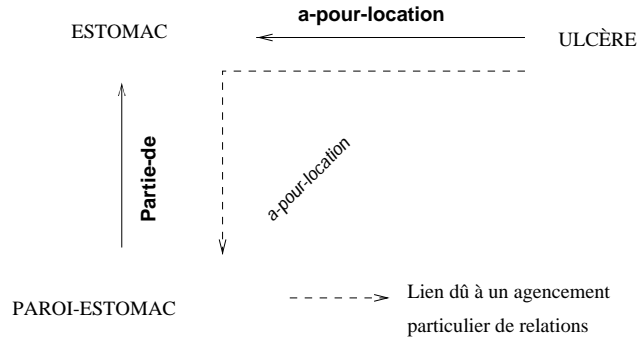 a-pour-location
ESTOMAC
ULCÈRE
Partie-de
a-pour-location
PAROI-ESTOMAC
Lien dû à un agencement
particulier de relations